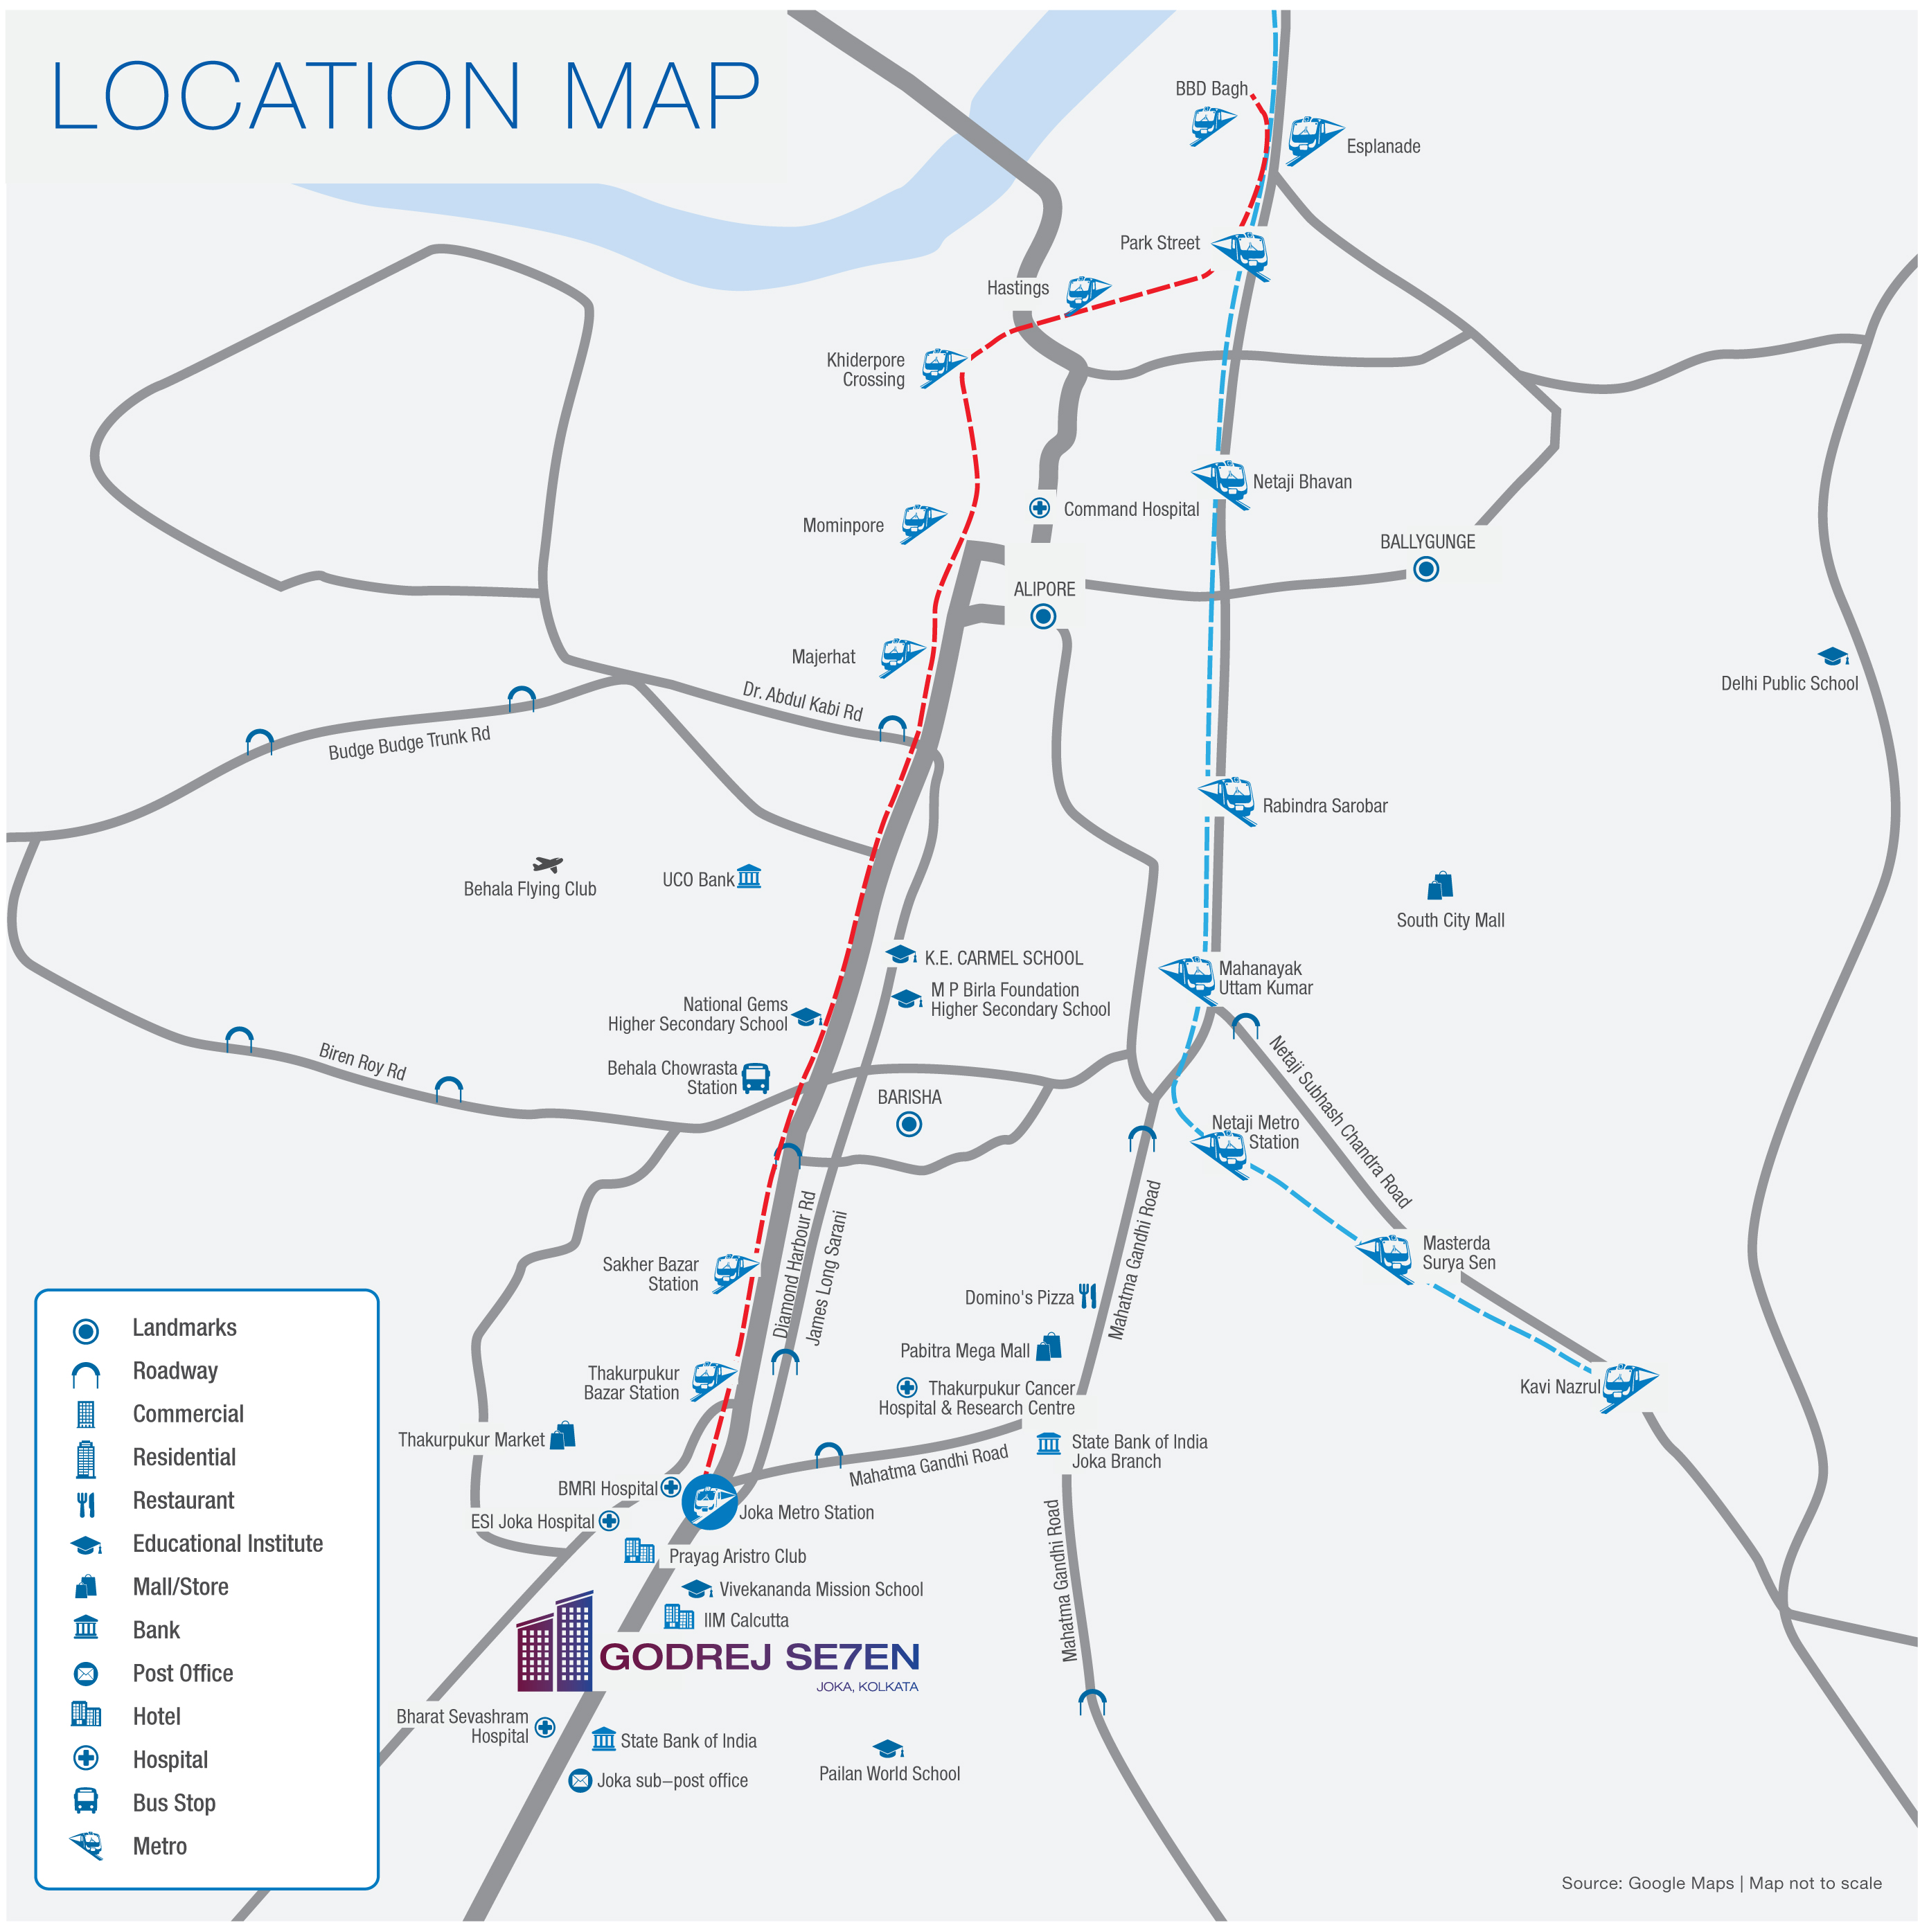 LOCATION MAP
BBD Bagh
Esplanade
Park Street
Hastings
Khiderpore
Crossing
Netaji Bhavan
Command Hospital
Mominpore
BALLYGUNGE
ALIPORE
Majerhat
Delhi Public School
Dr. Abdul Kabi Rd
Budge Budge Trunk Rd
Rabindra Sarobar
UCO Bank
Behala Flying Club
South City Mall
K.E. CARMEL SCHOOL
Mahanayak
Uttam Kumar
M P Birla Foundation
Higher Secondary School
National Gems
Higher Secondary School
Biren Roy Rd
Behala Chowrasta
Station
BARISHA
Netaji Subhash Chandra Road
Netaji Metro
Station
Diamond Harbour Rd
James Long Sarani
Mahatma Gandhi Road
Masterda
Surya Sen
Sakher Bazar
Station
Domino's Pizza
Pabitra Mega Mall
Thakurpukur
Bazar Station
Thakurpukur Cancer
Hospital & Research Centre
Kavi Nazrul
Thakurpukur Market
State Bank of India
Joka Branch
Mahatma Gandhi Road
BMRI Hospital
Joka Metro Station
ESI Joka Hospital
Prayag Aristro Club
Mahatma Gandhi Road
Vivekananda Mission School
IIM Calcutta
GODREJ SE7EN
JOKA, KOLKATA
Bharat Sevashram
Hospital
State Bank of India
Joka sub–post office
Pailan World School
Landmarks
Roadway
Commercial
Residential
Restaurant
Educational Institute
Mall/Store
Bank
Post Office
Hotel
Hospital
Bus Stop
Metro
Source: Google Maps | Map not to scale